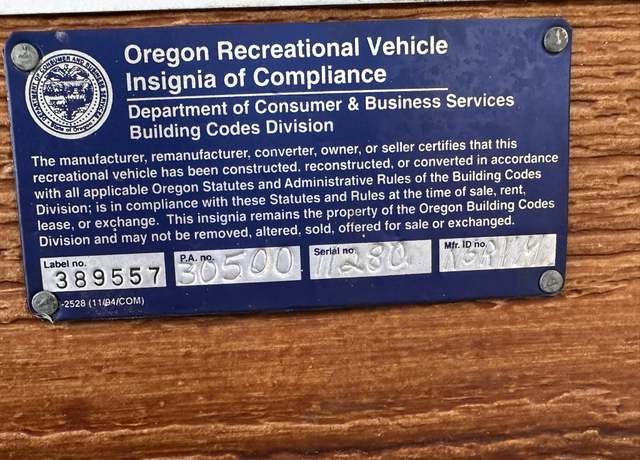 Oregon Recreational Vehicle
Insignia of Compliance
Department of Consumer & Business Services
Building Codes Division
The manufacturer, remanufacturer, converter, owner, or seller certifies that this
recreational vehicle has been constructed, reconstructed, or converted in accordance
with all applicable Oregon Statutes and Administrative Rules of the Building Codes
Division; is in compliance with these Statutes and Rules at the time of sale, rent,
lease, or exchange. This insignia remains the property of the Oregon Building Codes
Division and may not be removed, altered, sold, offered for sale or exchanged.
Label no. P.A. no. Serial no. Mfr. ID no.
389557 30500 11280
-2528 (11/94/COM)